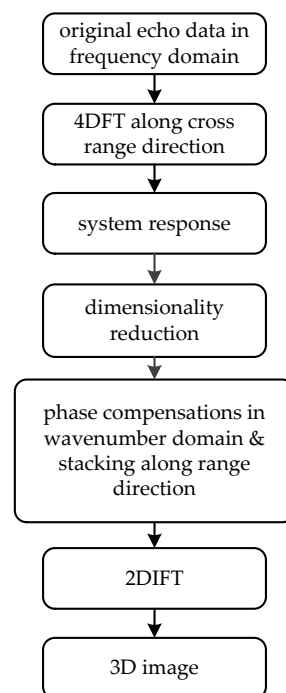 original echo data in
frequency domain
4DFT along cross
range direction
system response
dimensionality
reduction
phase compensations in
wavenumber domain &
stacking along range
direction
2DIFT
3D image